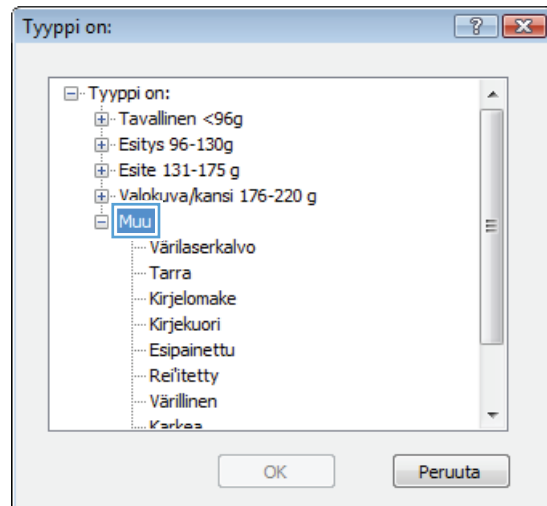 Tyyppi on:
Tyyppi on:
Tavallinen <96g
Esitys 96-130g
Esite 131-175 g
Valokuva/kansi 176-220 g
Muu
Värilaserkalvo
Tarra
Kirjelomake
Kirjekuori
Esipainettu
Rei'itetty
Värillinen
Karkea
OK Peruuta